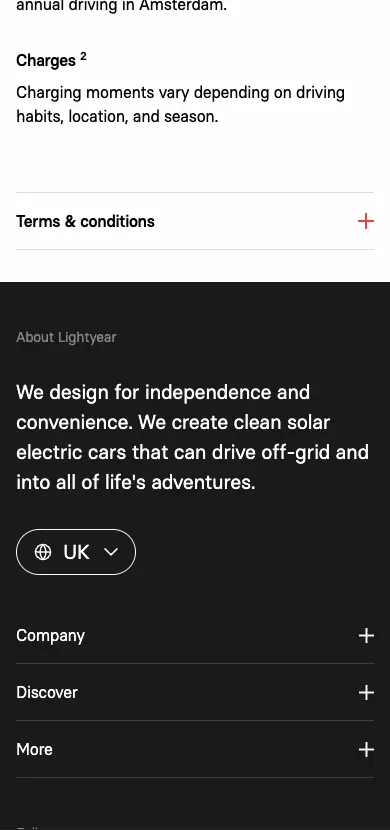 annual driving in Amsterdam.
Charges 2
Charging moments vary depending on driving
habits, location, and season.
Terms & conditions
About Lightyear
We design for independence and
convenience. We create clean solar
electric cars that can drive off-grid and
into all of life's adventures.
UK
Company
Discover
More